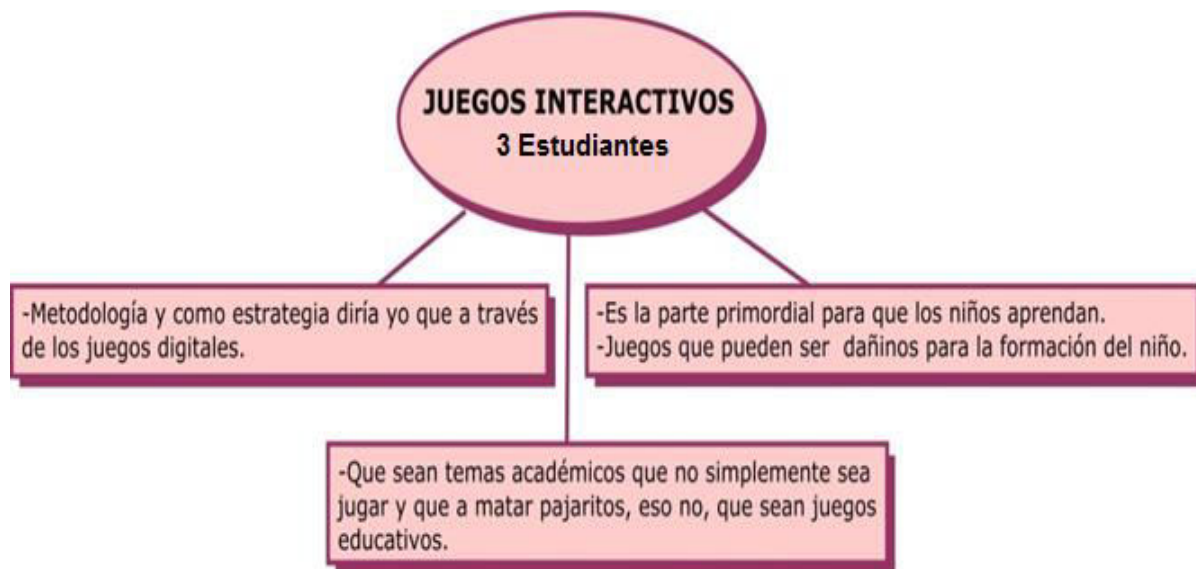 JUEGOS INTERACTIVOS
3 Estudiantes
-Metodología y como estrategia diría yo que a través
de los juegos digitales.
-Es la parte primordial para que los niños aprendan.
-Juegos que pueden ser dañinos para la formación del niño.
-Que sean temas académicos que no simplemente sea
jugar y que a matar pajaritos, eso no, que sean juegos
educativos.